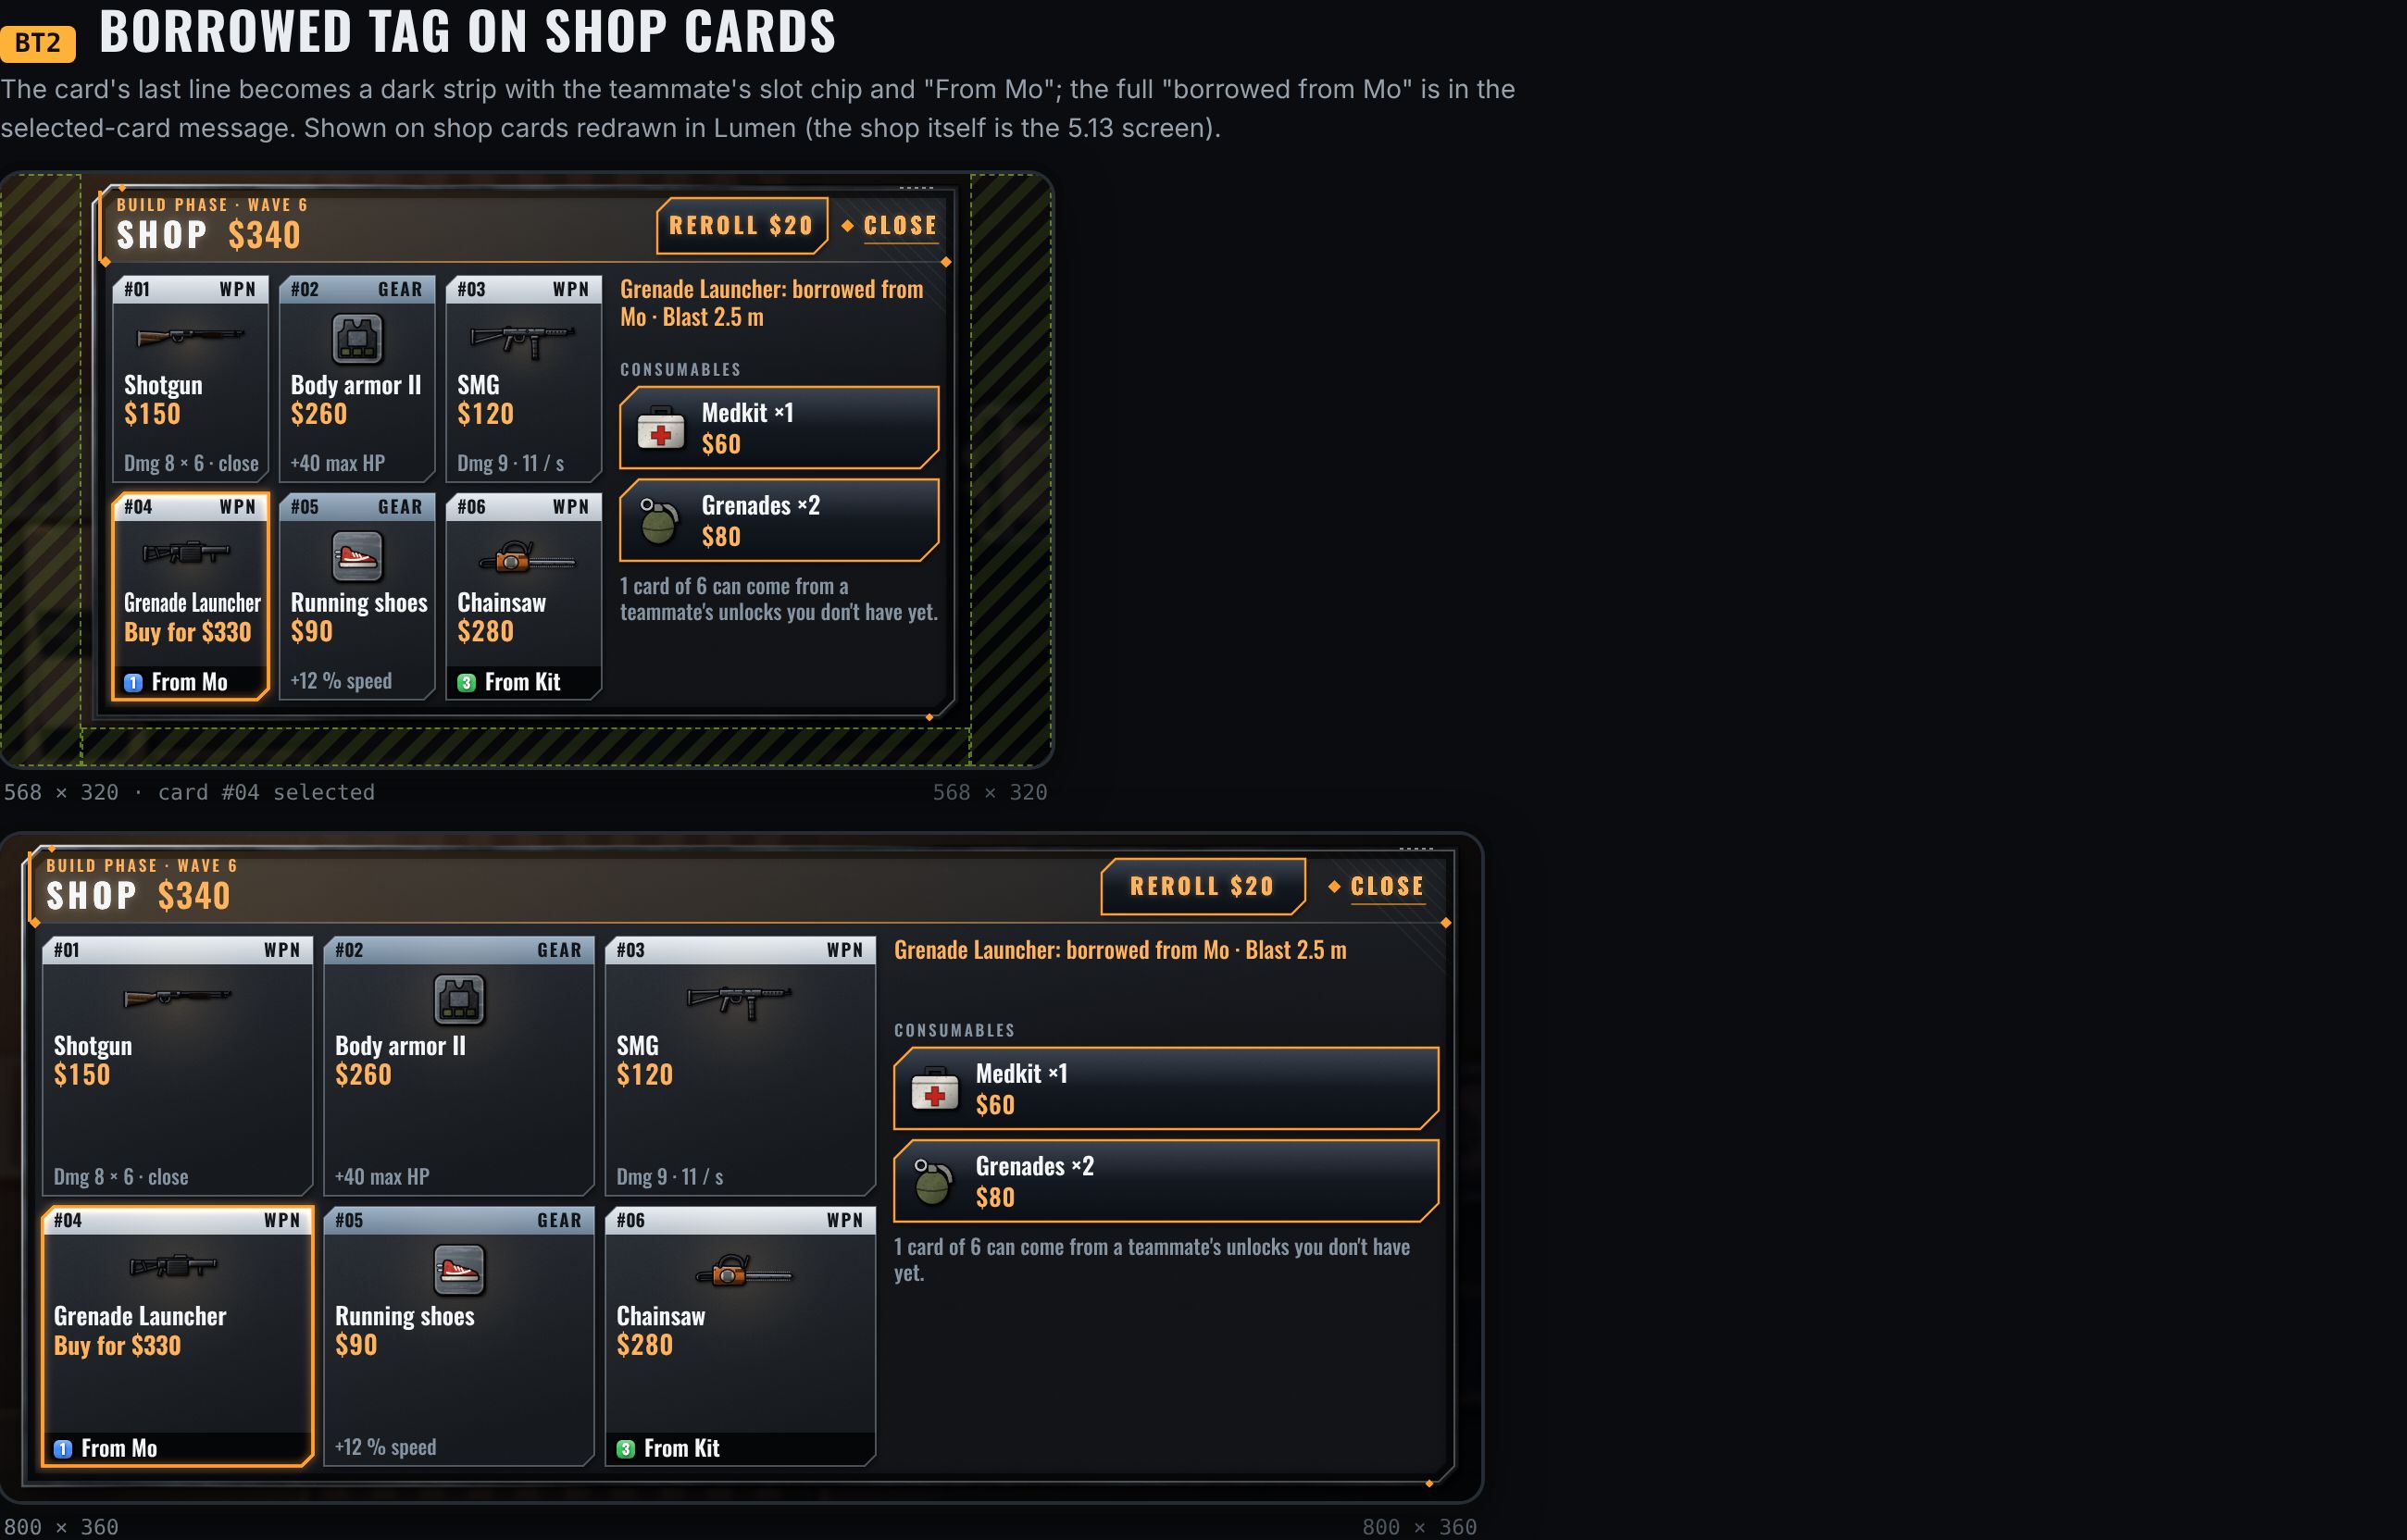 BT2 BORROWED TAG ON SHOP CARDS
The card's last line becomes a dark strip with the teammate's slot chip and "From Mo"; the full "borrowed from Mo" is in the
selected-card message. Shown on shop cards redrawn in Lumen (the shop itself is the 5.13 screen).
BUILD PHASE · WAVE 6
SHOP $340
REROLL $20
CLOSE
#01 WPN
Shotgun
$150
Dmg 8 × 6 · close
#02 GEAR
Body armor II
$260
+40 max HP
#03 WPN
SMG
$120
Dmg 9 · 11 / s
#04 WPN
Grenade Launcher
Buy for $330
1 From Mo
#05 GEAR
Running shoes
$90
+12 % speed
#06 WPN
Chainsaw
$280
3 From Kit
Grenade Launcher: borrowed from
Mo · Blast 2.5 m
CONSUMABLES
Medkit ×1
$60
Grenades ×2
$80
1 card of 6 can come from a
teammate's unlocks you don't have yet.
568 × 320 · card #04 selected
568 × 320
BUILD PHASE · WAVE 6
SHOP $340
REROLL $20
CLOSE
#01 WPN
Shotgun
$150
Dmg 8 × 6 · close
#02 GEAR
Body armor II
$260
+40 max HP
#03 WPN
SMG
$120
Dmg 9 · 11 / s
#04 WPN
Grenade Launcher
Buy for $330
1 From Mo
#05 GEAR
Running shoes
$90
+12 % speed
#06 WPN
Chainsaw
$280
3 From Kit
Grenade Launcher: borrowed from Mo · Blast 2.5 m
CONSUMABLES
Medkit ×1
$60
Grenades ×2
$80
1 card of 6 can come from a teammate's unlocks you don't have
yet.
800 × 360
800 × 360